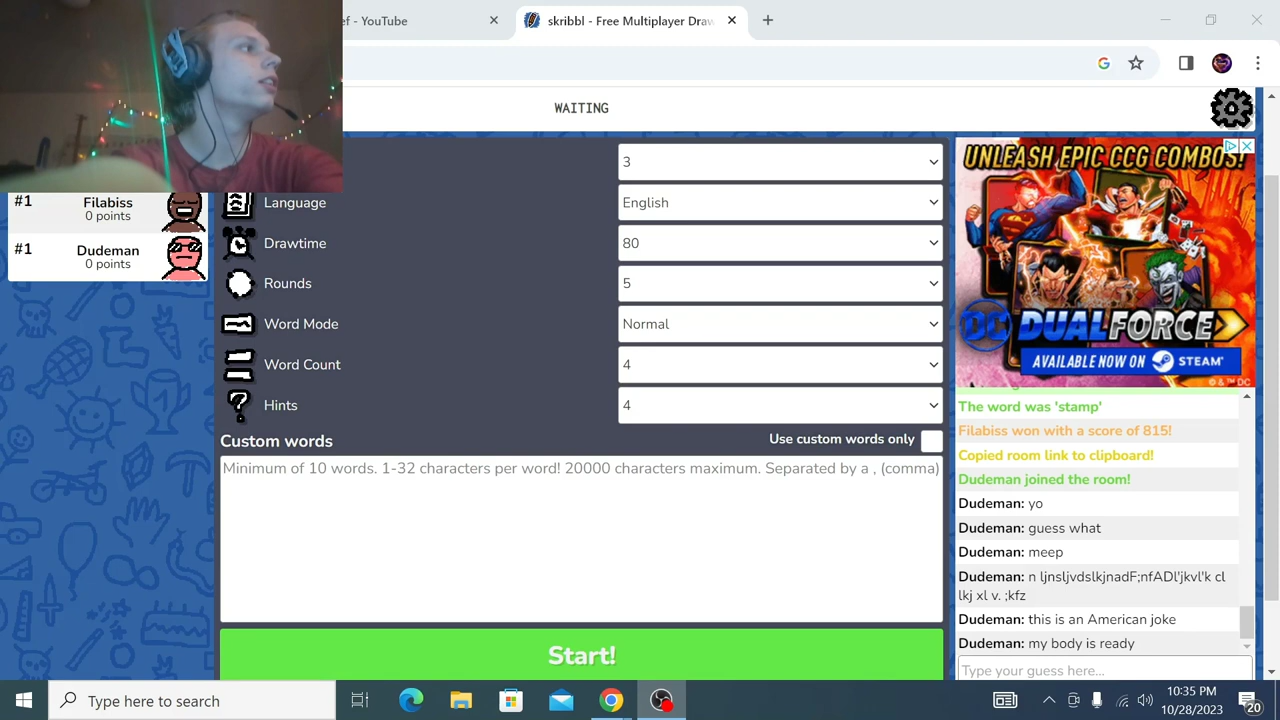 ef - YouTube
skribbl - Free Multiplayer Draw
WAITING
3
#1 Filabiss
0 points
#1 Dudeman
0 points
Language English
Drawtime 80
Rounds 5
Word Mode Normal
Word Count 4
Hints 4
Custom words
Use custom words only
Minimum of 10 words. 1-32 characters per word! 20000 characters maximum. Separated by a , (comma)
Start!
UNLEASH EPIC CCG COMBOS!
DC DUAL FORCE
AVAILABLE NOW ON STEAM
© & ™ DC
The word was 'stamp'
Filabiss won with a score of 815!
Copied room link to clipboard!
Dudeman joined the room!
Dudeman: yo
Dudeman: guess what
Dudeman: meep
Dudeman: n ljnsljvdslkjnadF;nfADl'jkvl'k cl
lkj xl v. ;kfz
Dudeman: this is an American joke
Dudeman: my body is ready
Type your guess here...
Type here to search
10:35 PM
10/28/2023
20